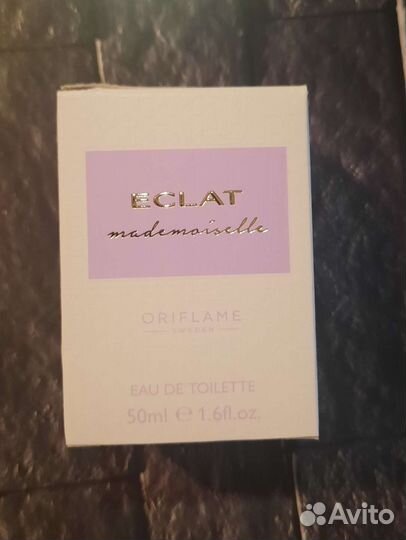 ECLAT
mademoiselle
ORIFLAME
SWEDEN
EAU DE TOILETTE
50ml e 1.6fl.oz.
Avito